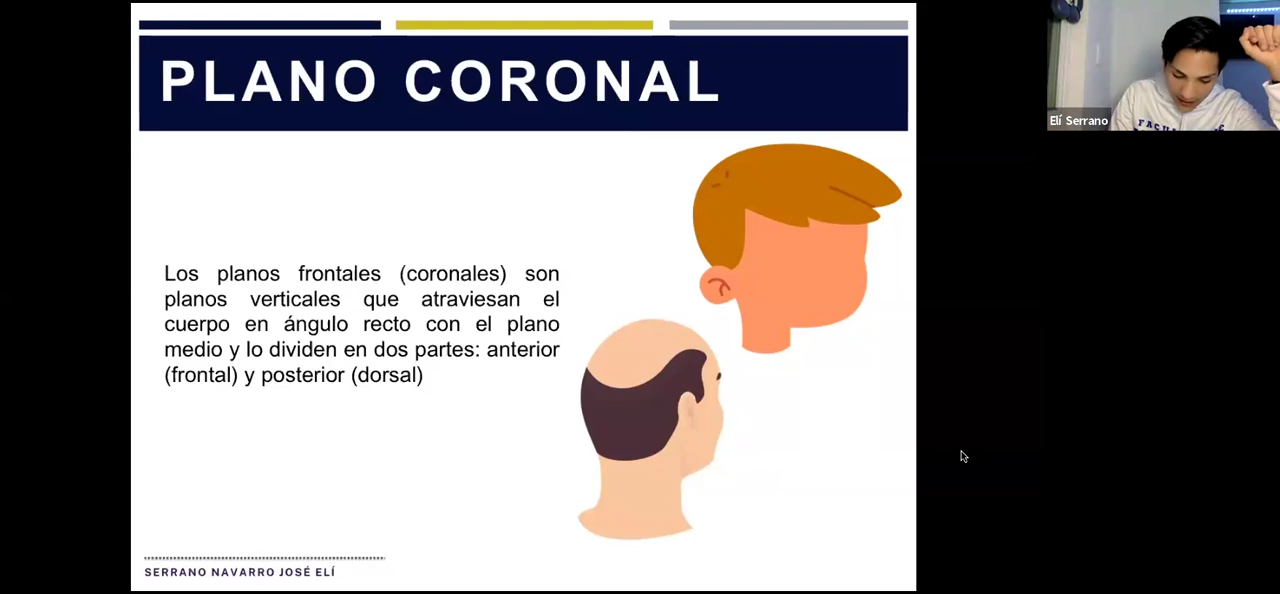 PLANO CORONAL
Los planos frontales (coronales) son
planos verticales que atraviesan el
cuerpo en ángulo recto con el plano
medio y lo dividen en dos partes: anterior
(frontal) y posterior (dorsal)
SERRANO NAVARRO JOSÉ ELÍ
Elí Serrano